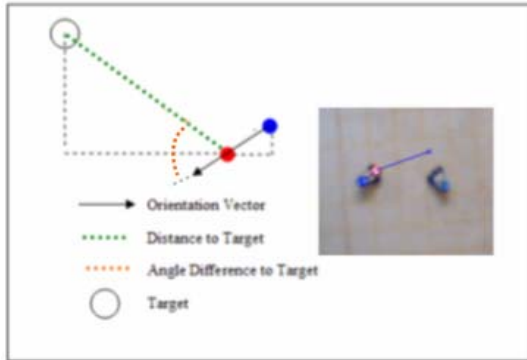 Orientation Vector
Distance to Target
Angle Difference to Target
Target